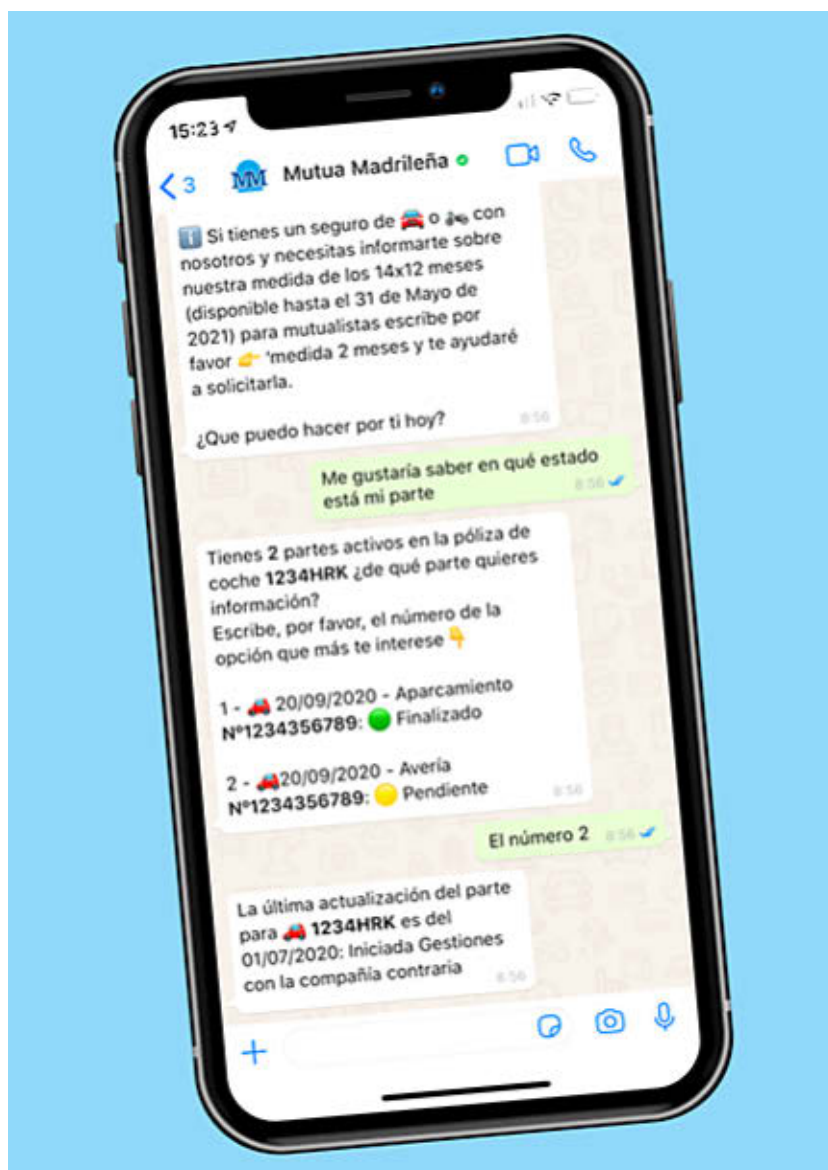 15:23
3 MM Mutua Madrileña
ℹ️ Si tienes un seguro de 🚘 o 🏍️ con
nosotros y necesitas informarte sobre
nuestra medida de los 14x12 meses
(disponible hasta el 31 de Mayo de
2021) para mutualistas escribe por
favor 👉 'medida 2 meses y te ayudaré
a solicitarla.
¿Que puedo hacer por ti hoy? 8:56
Me gustaría saber en qué estado
está mi parte 8:56
Tienes 2 partes activos en la póliza de
coche 1234HRK ¿de qué parte quieres
información?
Escribe, por favor, el número de la
opción que más te interese 👇
1 - 🚗 20/09/2020 - Aparcamiento
Nº1234356789: 🟢 Finalizado
2 - 🚗20/09/2020 - Avería
Nº1234356789: 🟡 Pendiente 8:56
El número 2 8:56
La última actualización del parte
para 🚗 1234HRK es del
01/07/2020: Iniciada Gestiones
con la compañía contraria 8:56